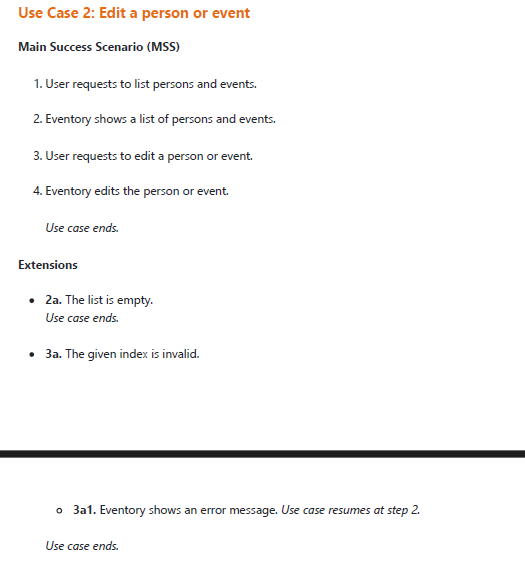 Use Case 2: Edit a person or event
Main Success Scenario (MSS)
1. User requests to list persons and events.
2. Eventory shows a list of persons and events.
3. User requests to edit a person or event.
4. Eventory edits the person or event.
Use case ends.
Extensions
• 2a. The list is empty.
Use case ends.
• 3a. The given index is invalid.
○ 3a1. Eventory shows an error message. Use case resumes at step 2.
Use case ends.